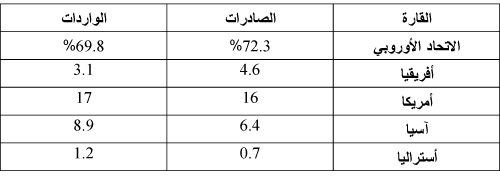 القارة الصادرات الواردات
الاتحاد الأوروبي %72.3 %69.8
أفريقيا 4.6 3.1
أمريكا 16 17
آسيا 6.4 8.9
أستراليا 0.7 1.2